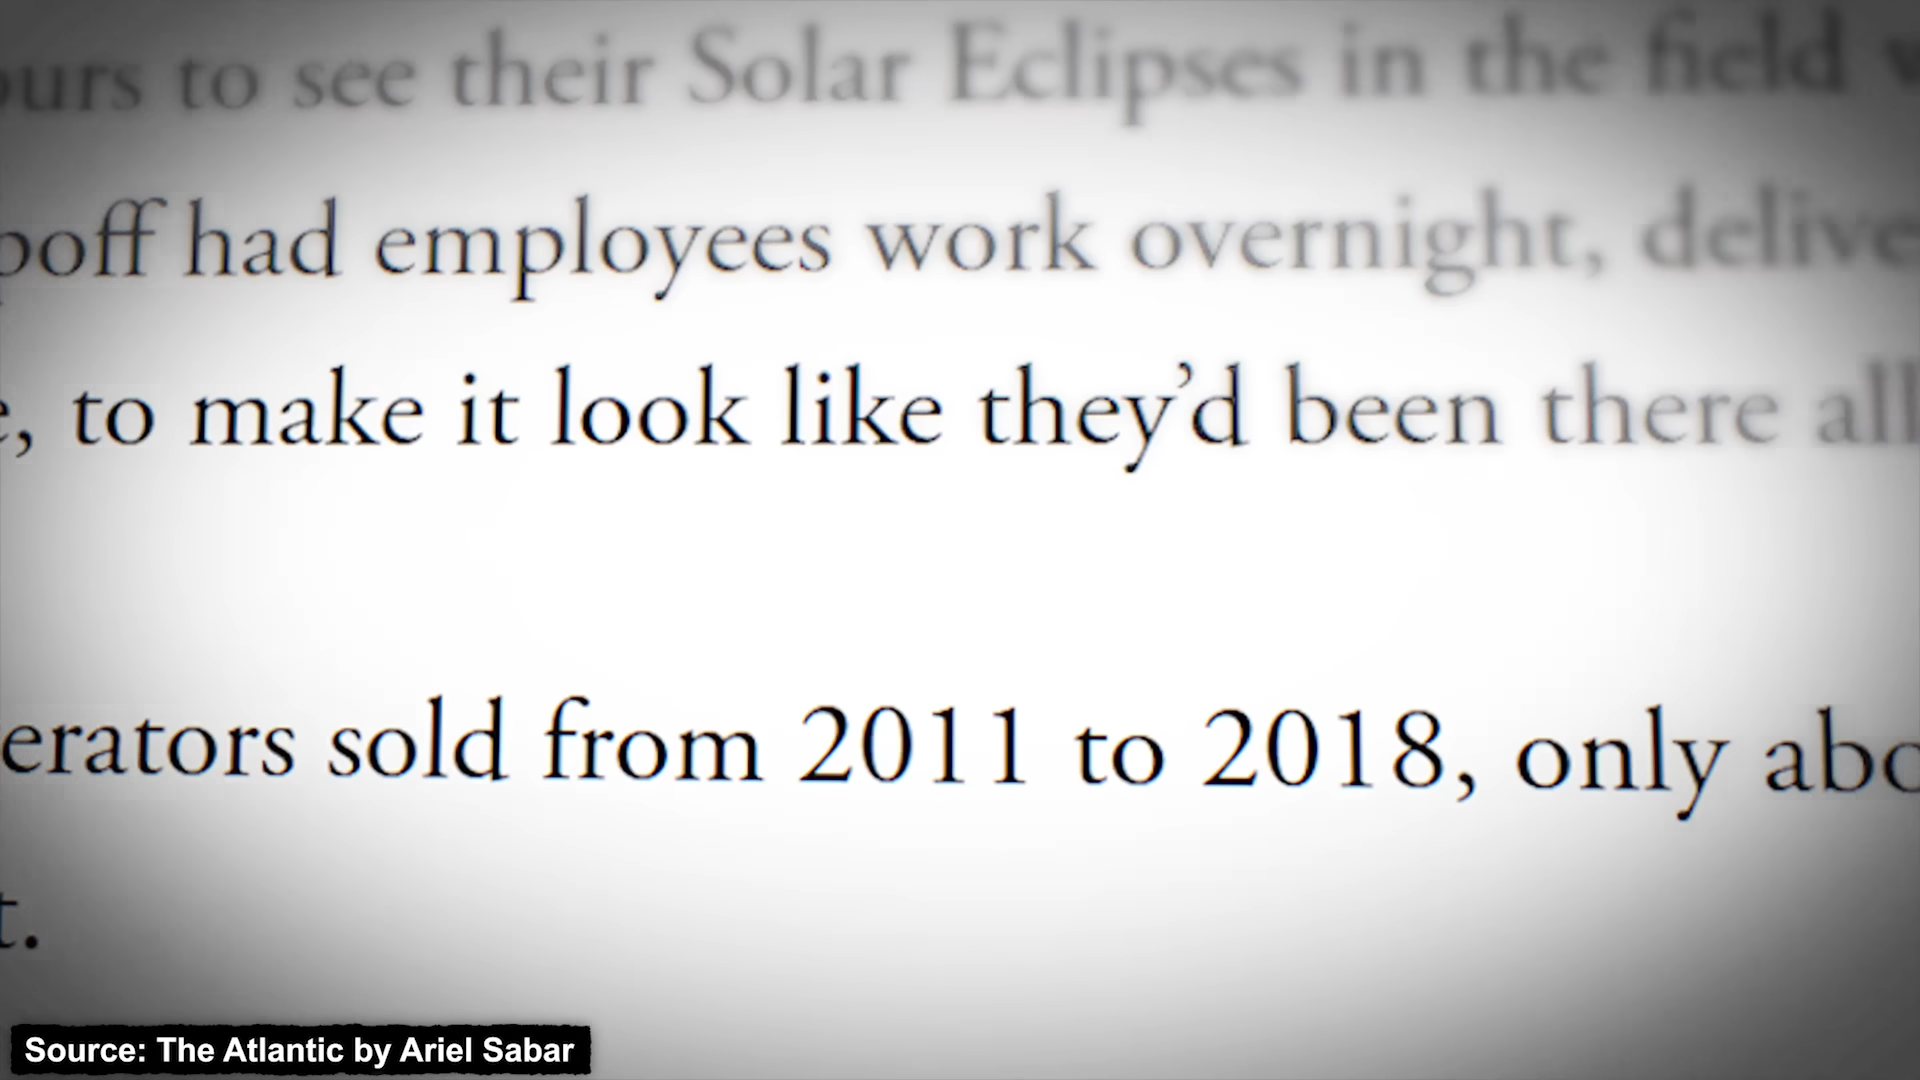 ours to see their Solar Eclipses in the field
poff had employees work overnight, delive
e, to make it look like they’d been there all
erators sold from 2011 to 2018, only abo
t.
Source: The Atlantic by Ariel Sabar